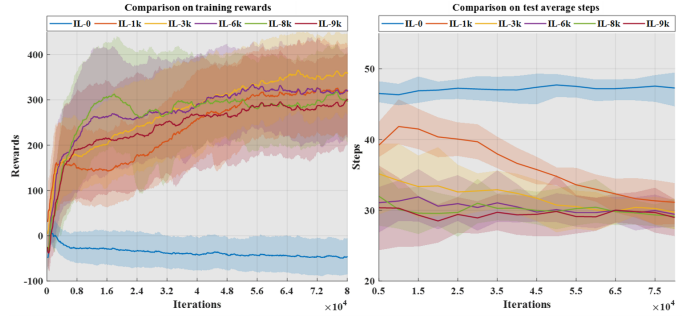 Comparison on training rewards
IL-0 IL-1k IL-3k IL-6k IL-8k IL-9k
400
300
200
100
0
-100
Rewards
0 0.8 1.6 2.4 3.2 4 4.8 5.6 6.4 7.2 8
Iterations
×10⁴
Comparison on test average steps
IL-0 IL-1k IL-3k IL-6k IL-8k IL-9k
50
40
30
20
Steps
0.5 1.5 2.5 3.5 4.5 5.5 6.5 7.5
Iterations
×10⁴